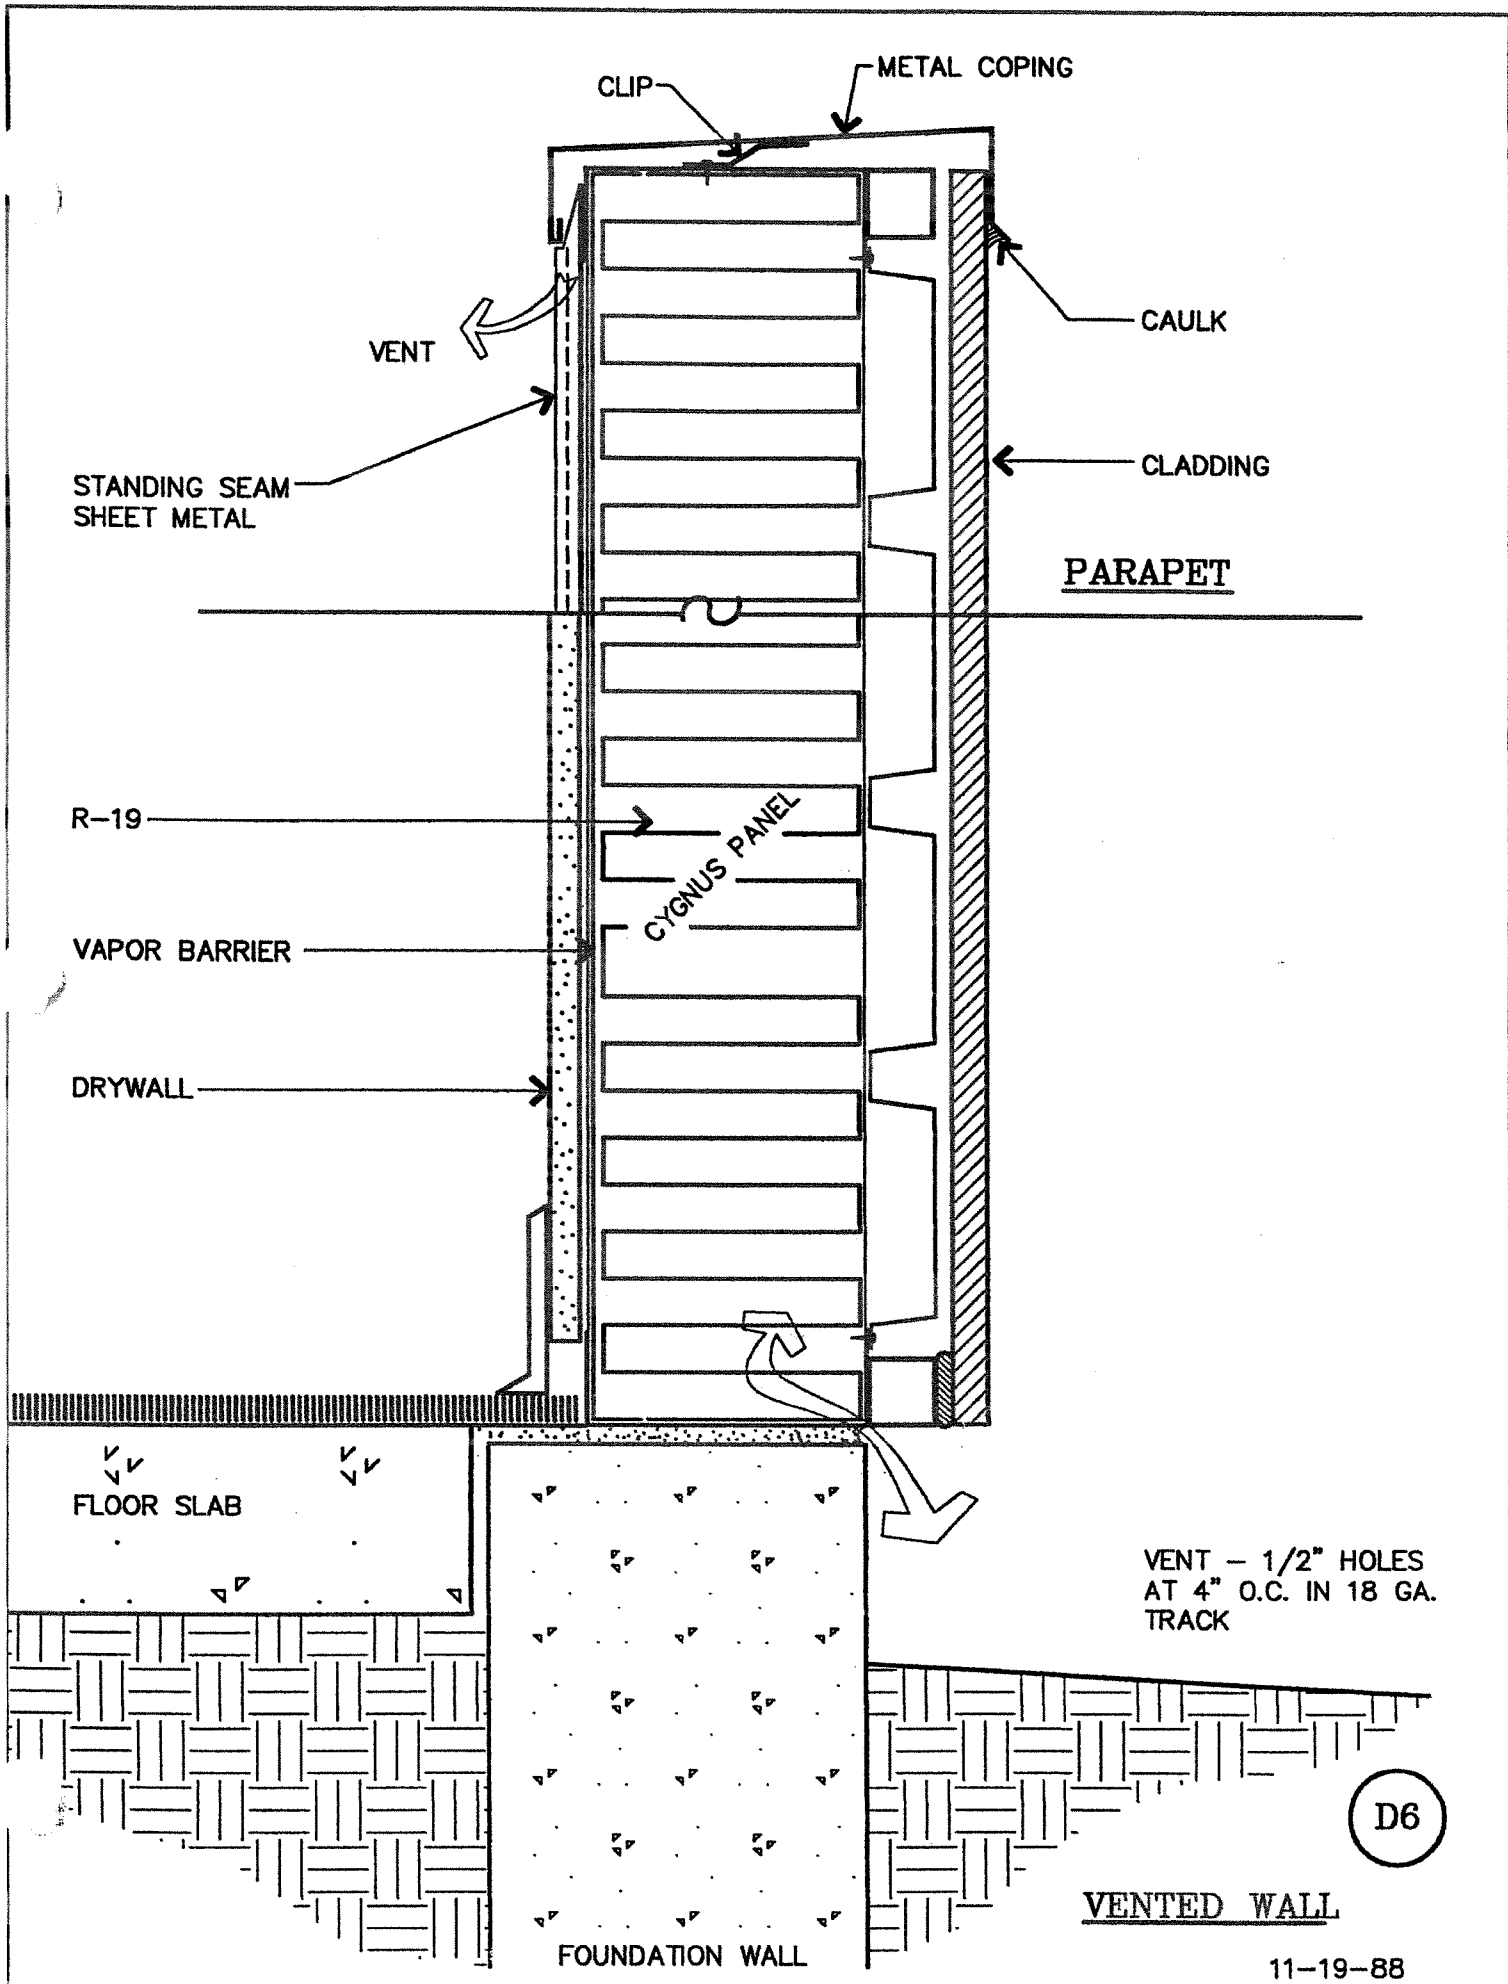 METAL COPING
CLIP
CAULK
VENT
CLADDING
STANDING SEAM
SHEET METAL
PARAPET
R-19
CYGNUS PANEL
VAPOR BARRIER
DRYWALL
FLOOR SLAB
VENT - 1/2" HOLES
AT 4" O.C. IN 18 GA.
TRACK
D6
VENTED WALL
FOUNDATION WALL
11-19-88